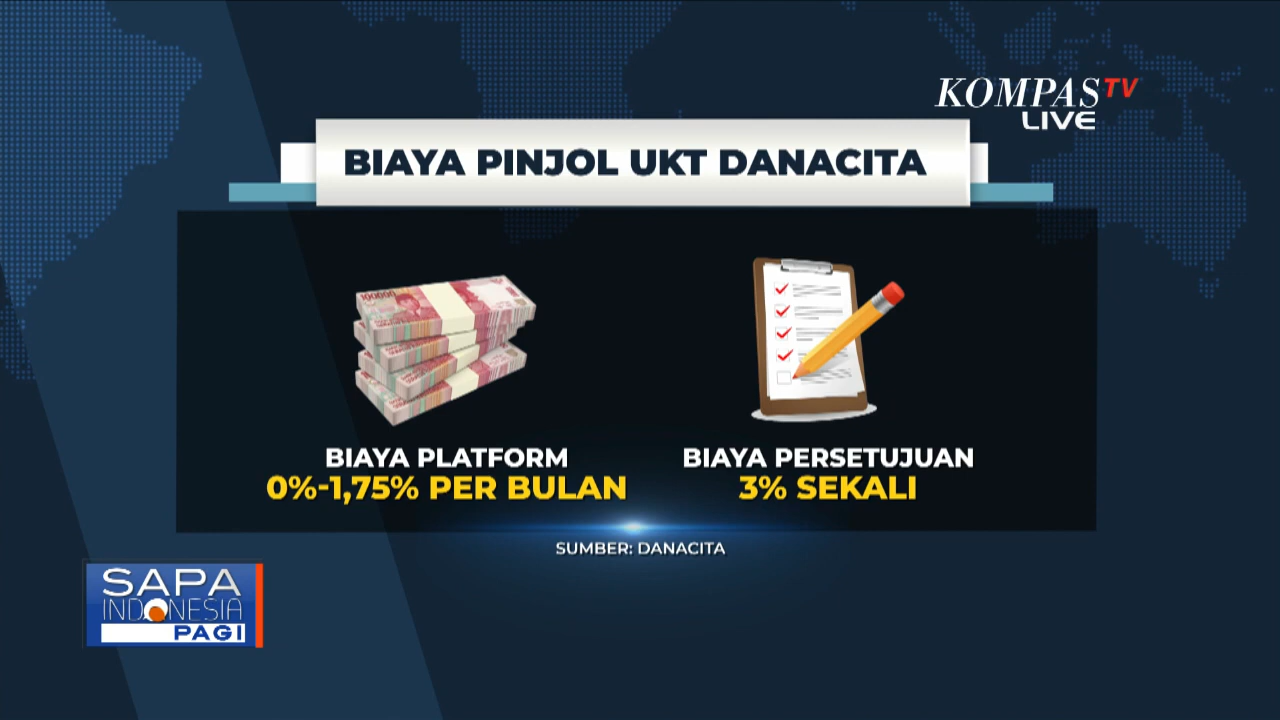 KOMPAS TV
LIVE
BIAYA PINJOL UKT DANACITA
100000
BIAYA PLATFORM
0%-1,75% PER BULAN
BIAYA PERSETUJUAN
3% SEKALI
SUMBER: DANACITA
SAPA
INDONESIA
PAGI